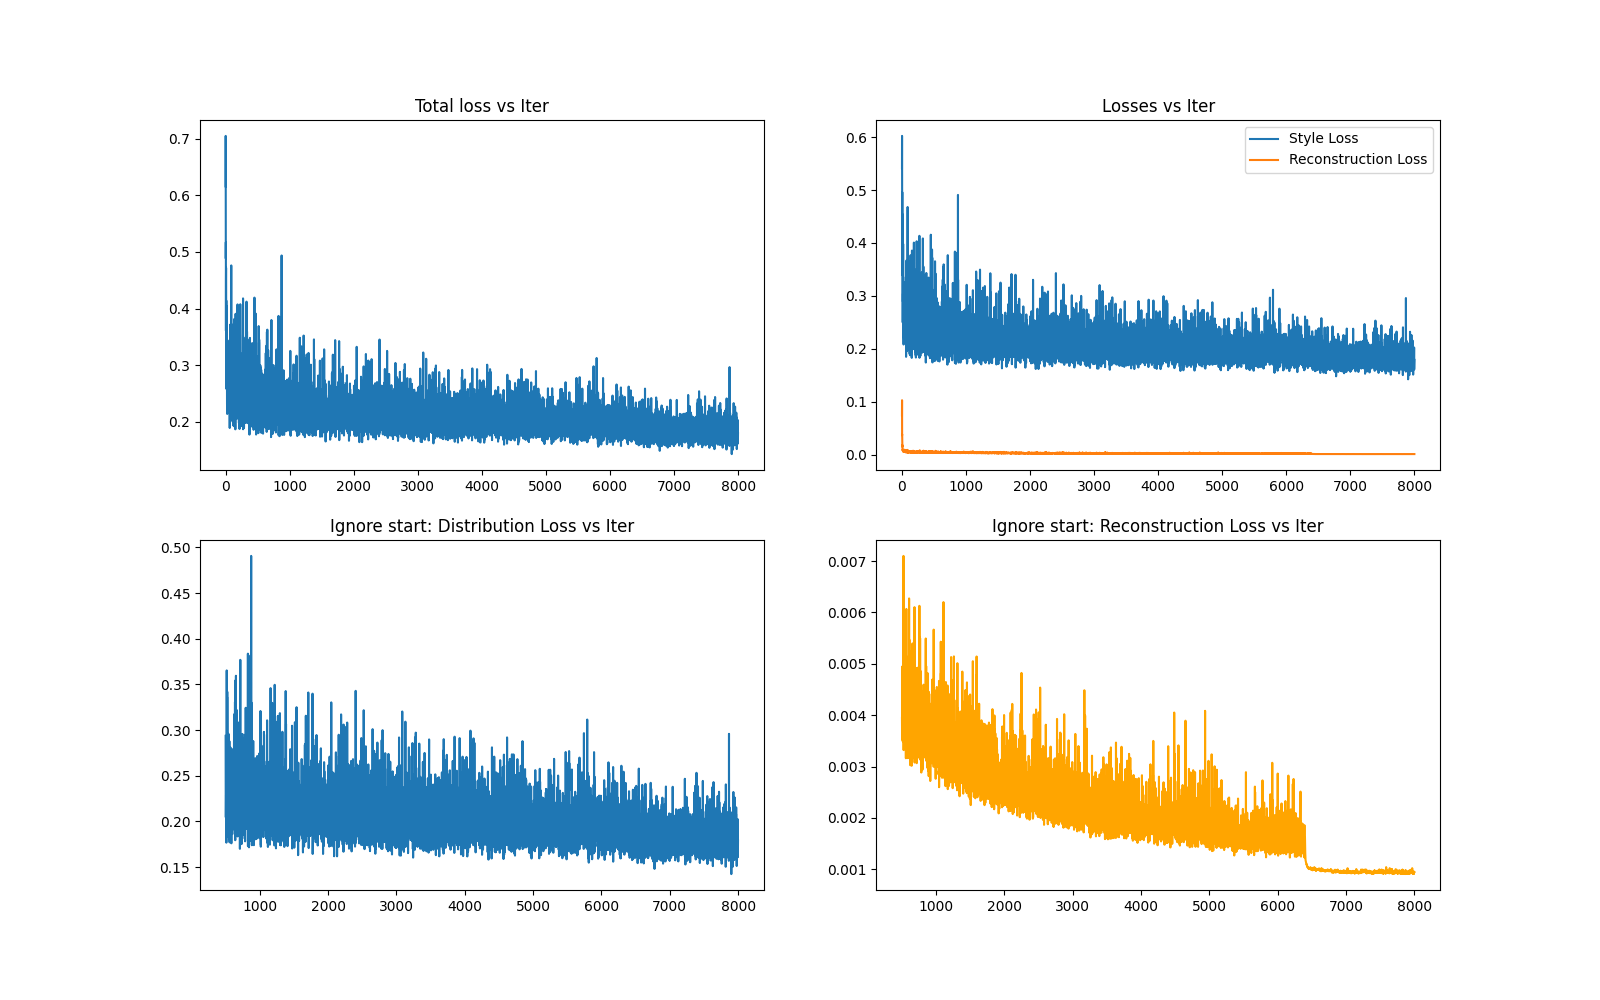 Total loss vs Iter
0.7
0.6
0.5
0.4
0.3
0.2
0 1000 2000 3000 4000 5000 6000 7000 8000
Losses vs Iter
Style Loss
Reconstruction Loss
0.6
0.5
0.4
0.3
0.2
0.1
0.0
0 1000 2000 3000 4000 5000 6000 7000 8000
Ignore start: Distribution Loss vs Iter
0.50
0.45
0.40
0.35
0.30
0.25
0.20
0.15
1000 2000 3000 4000 5000 6000 7000 8000
Ignore start: Reconstruction Loss vs Iter
0.007
0.006
0.005
0.004
0.003
0.002
0.001
1000 2000 3000 4000 5000 6000 7000 8000